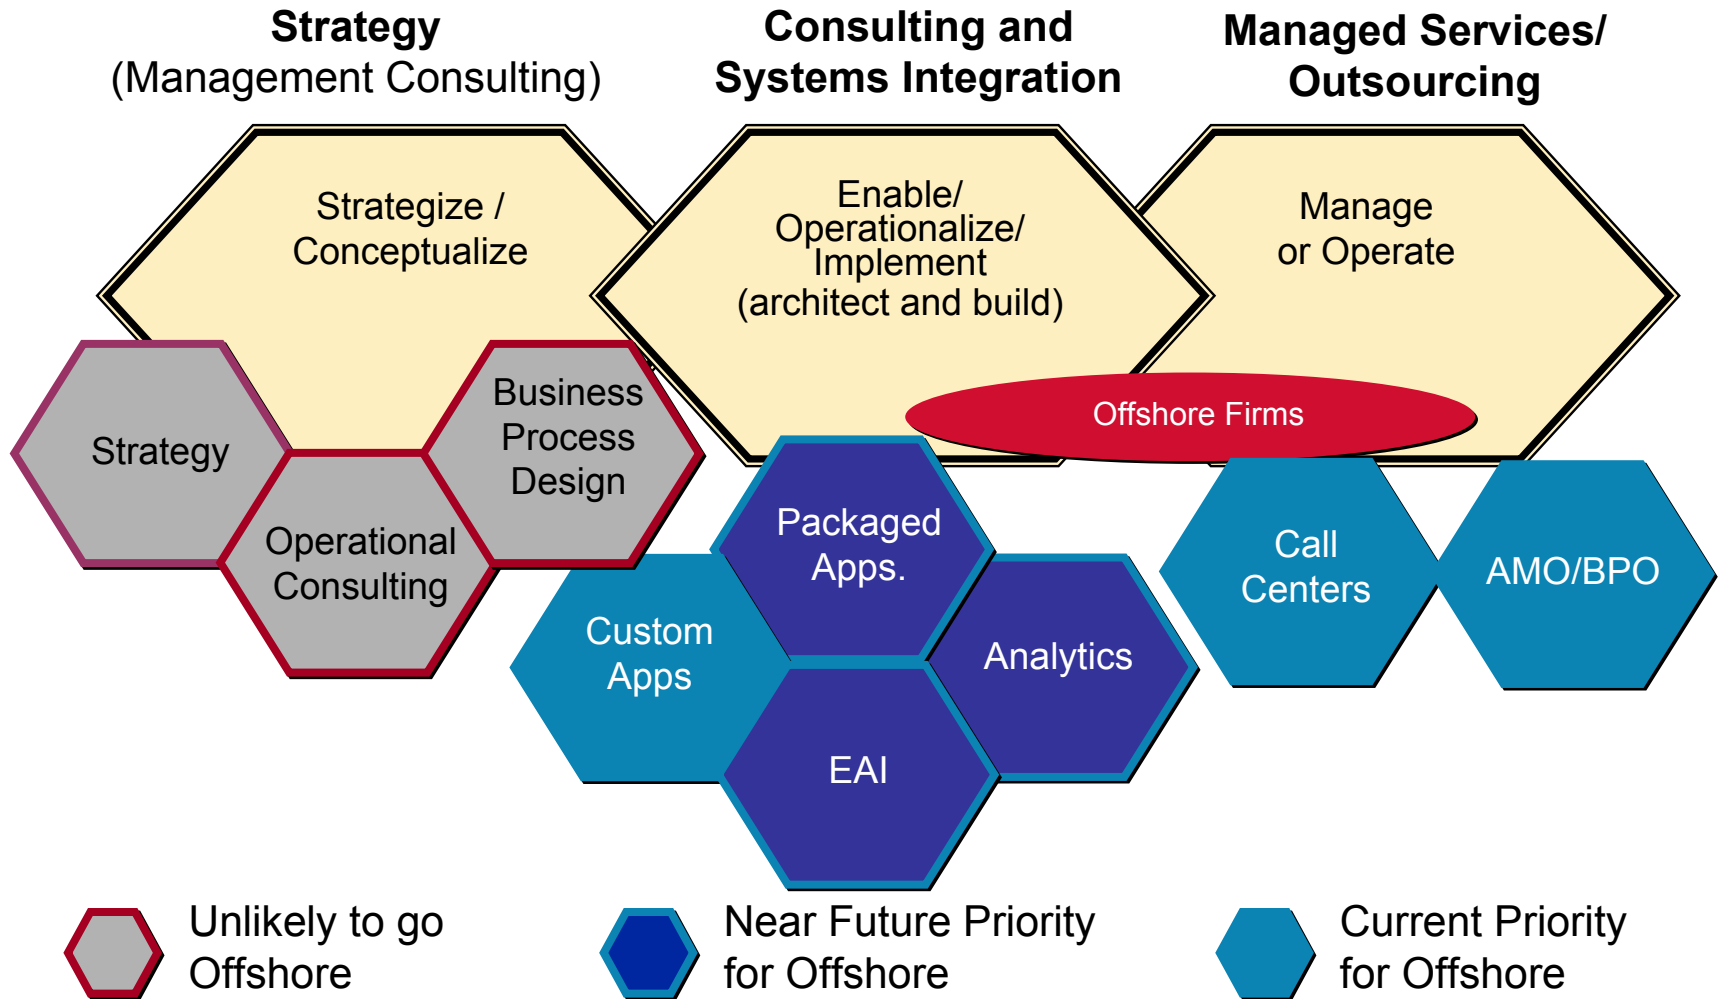 Strategy
(Management Consulting)
Consulting and
Systems Integration
Managed Services/
Outsourcing
Strategize /
Conceptualize
Enable/
Operationalize/
Implement
(architect and build)
Manage
or Operate
Offshore Firms
Strategy
Operational
Consulting
Business
Process
Design
Custom
Apps
Packaged
Apps.
EAI
Analytics
Call
Centers
AMO/BPO
Unlikely to go
Offshore
Near Future Priority
for Offshore
Current Priority
for Offshore